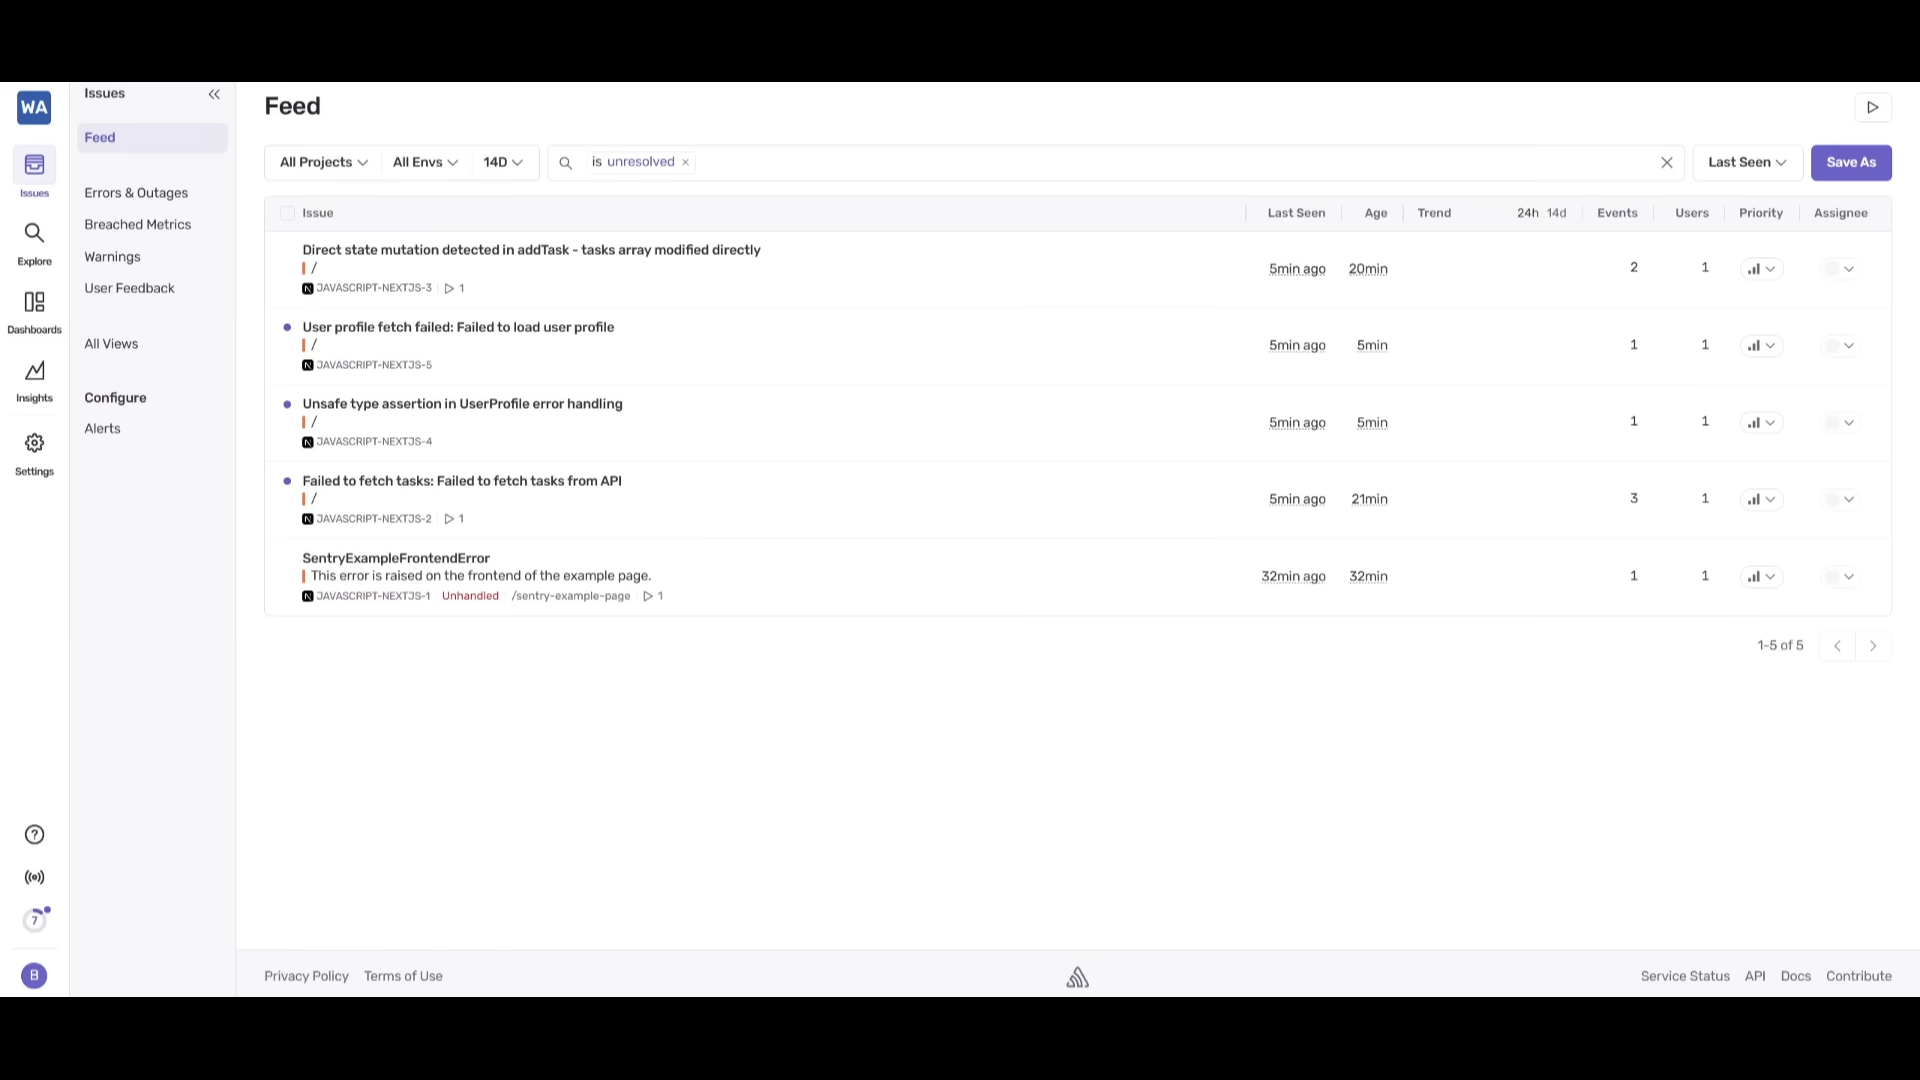 WA
Issues
Explore
Dashboards
Insights
Settings
7
B
Issues
Feed
Errors & Outages
Breached Metrics
Warnings
User Feedback
All Views
Configure
Alerts
Feed
All Projects All Envs 14D is unresolved × Last Seen Save As
Issue Last Seen Age Trend 24h 14d Events Users Priority Assignee
Direct state mutation detected in addTask - tasks array modified directly
/
5min ago 20min 2 1
N JAVASCRIPT-NEXTJS-3 1
User profile fetch failed: Failed to load user profile
/
5min ago 5min 1 1
N JAVASCRIPT-NEXTJS-5
Unsafe type assertion in UserProfile error handling
/
5min ago 5min 1 1
N JAVASCRIPT-NEXTJS-4
Failed to fetch tasks: Failed to fetch tasks from API
/
5min ago 21min 3 1
N JAVASCRIPT-NEXTJS-2 1
SentryExampleFrontendError
This error is raised on the frontend of the example page.
32min ago 32min 1 1
N JAVASCRIPT-NEXTJS-1 Unhandled /sentry-example-page 1
1-5 of 5
Privacy Policy Terms of Use Service Status API Docs Contribute